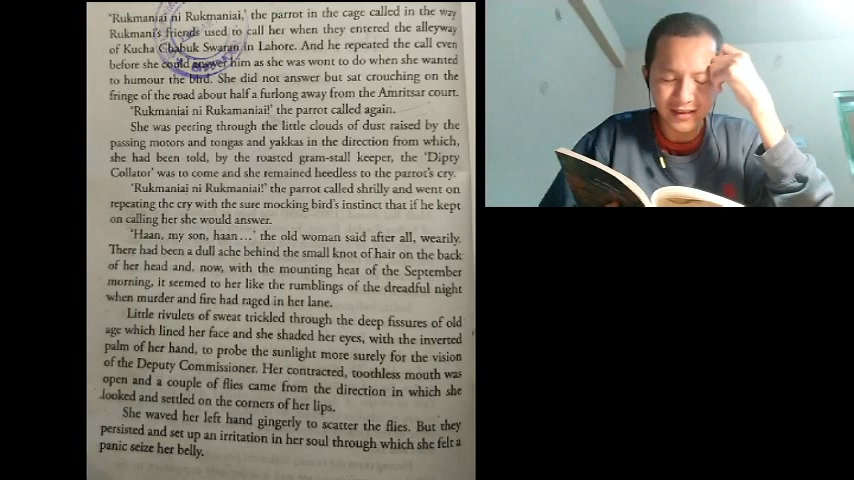 'Rukmaniai ni Rukmaniai,' the parrot in the cage called in the way
Rukmani's friends used to call her when they entered the alleyway
of Kucha Chabuk Swaran in Lahore. And he repeated the call even
before she could answer him as she was wont to do when she wanted
to humour the bird. She did not answer but sat crouching on the
fringe of the road about half a furlong away from the Amritsar court.
'Rukmaniai ni Rukamaniai!' the parrot called again.
She was peering through the little clouds of dust raised by the
passing motors and tongas and yakkas in the direction from which,
she had been told, by the roasted gram-stall keeper, the 'Dipty
Collator' was to come and she remained heedless to the parrot's cry.
'Rukmaniai ni Rukmaniai!' the parrot called shrilly and went on
repeating the cry with the sure mocking bird's instinct that if he kept
on calling her she would answer.
'Haan, my son, haan...' the old woman said after all, wearily.
There had been a dull ache behind the small knot of hair on the back
of her head and, now, with the mounting heat of the September
morning, it seemed to her like the rumblings of the dreadful night
when murder and fire had raged in her lane.
Little rivulets of sweat trickled through the deep fissures of old
age which lined her face and she shaded her eyes, with the inverted
palm of her hand, to probe the sunlight more surely for the vision
of the Deputy Commissioner. Her contracted, toothless mouth was
open and a couple of flies came from the direction in which she
looked and settled on the corners of her lips.
She waved her left hand gingerly to scatter the flies. But they
persisted and set up an irritation in her soul through which she felt a
panic seize her belly.